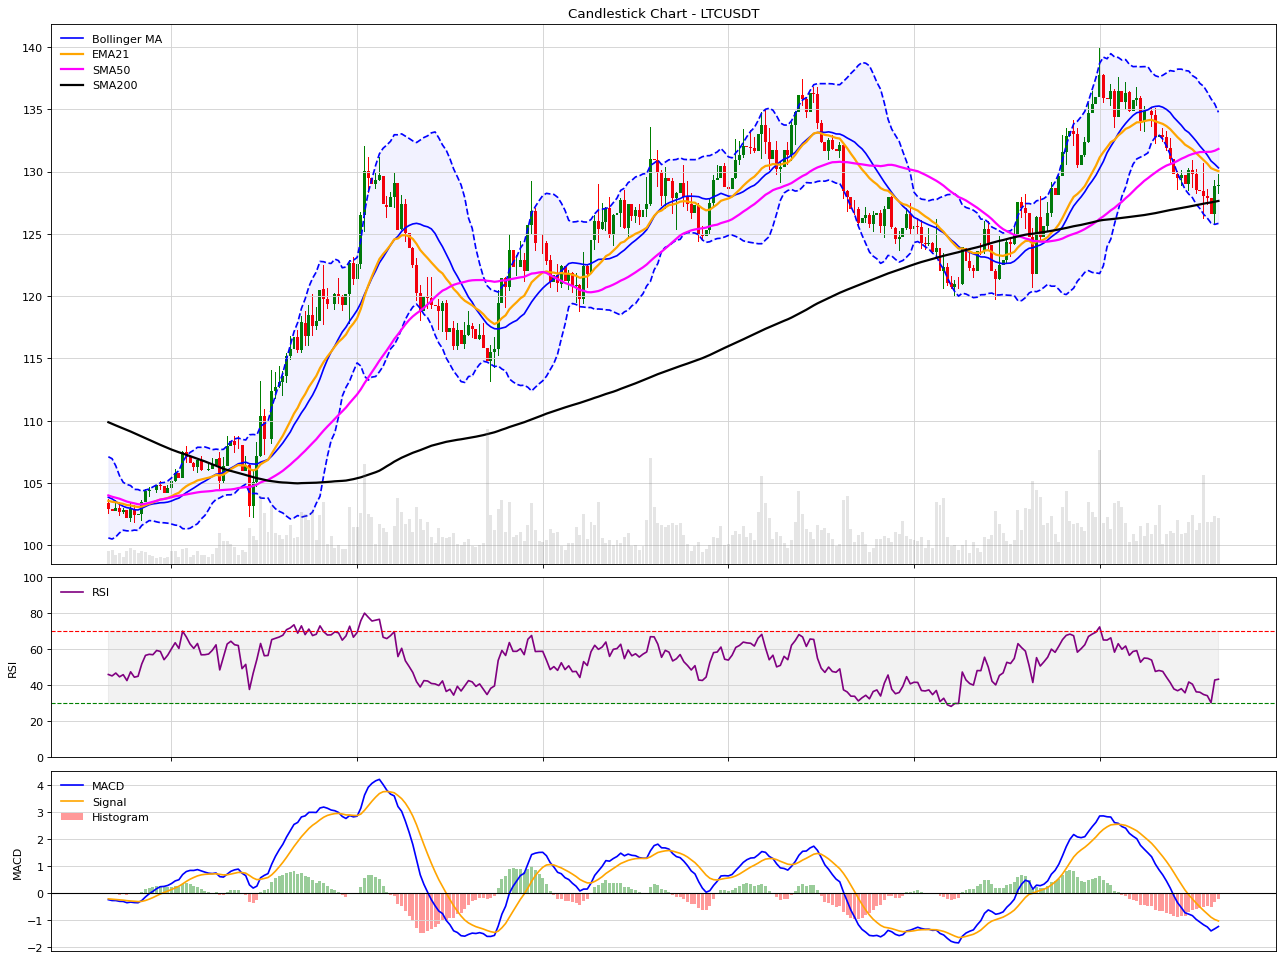 Candlestick Chart - LTCUSDT
Bollinger MA
EMA21
SMA50
SMA200
140
135
130
125
120
115
110
105
100
100
80
60
40
20
0
RSI
RSI
4
3
2
1
0
−1
−2
MACD
MACD
Signal
Histogram